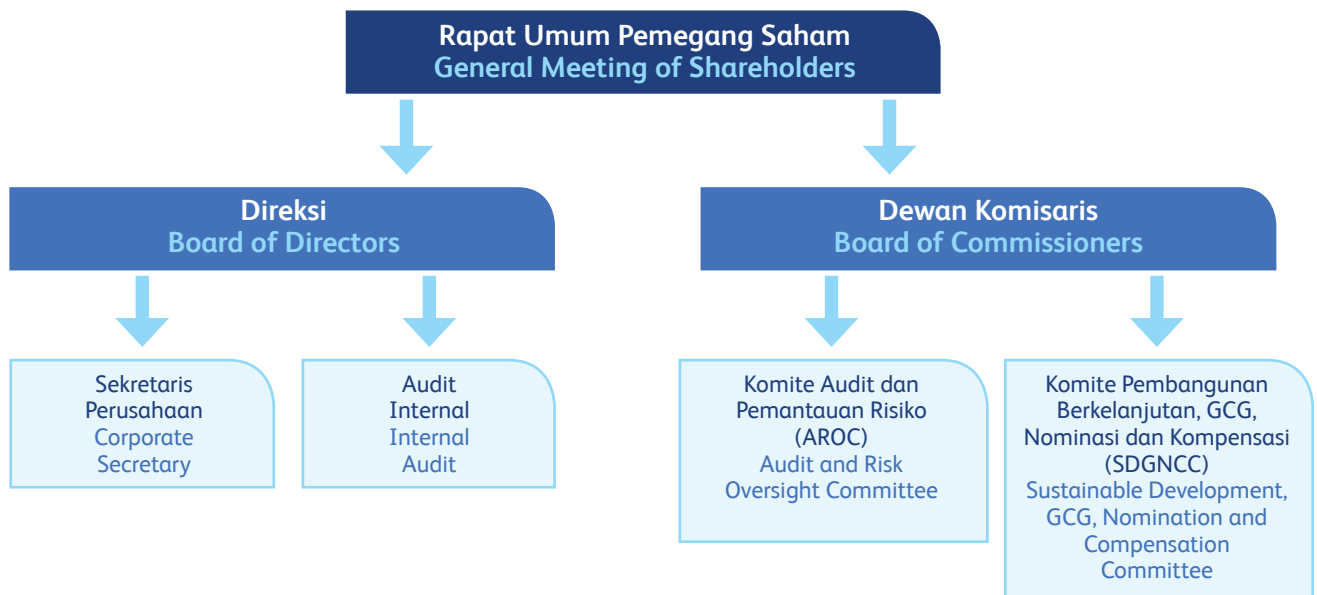 Rapat Umum Pemegang Saham
General Meeting of Shareholders
Direksi
Board of Directors
Dewan Komisaris
Board of Commissioners
Sekretaris
Perusahaan
Corporate
Secretary
Audit
Internal
Internal
Audit
Komite Audit dan
Pemantauan Risiko
(AROC)
Audit and Risk
Oversight Committee
Komite Pembangunan
Berkelanjutan, GCG,
Nominasi dan Kompensasi
(SDGNCC)
Sustainable Development,
GCG, Nomination and
Compensation
Committee